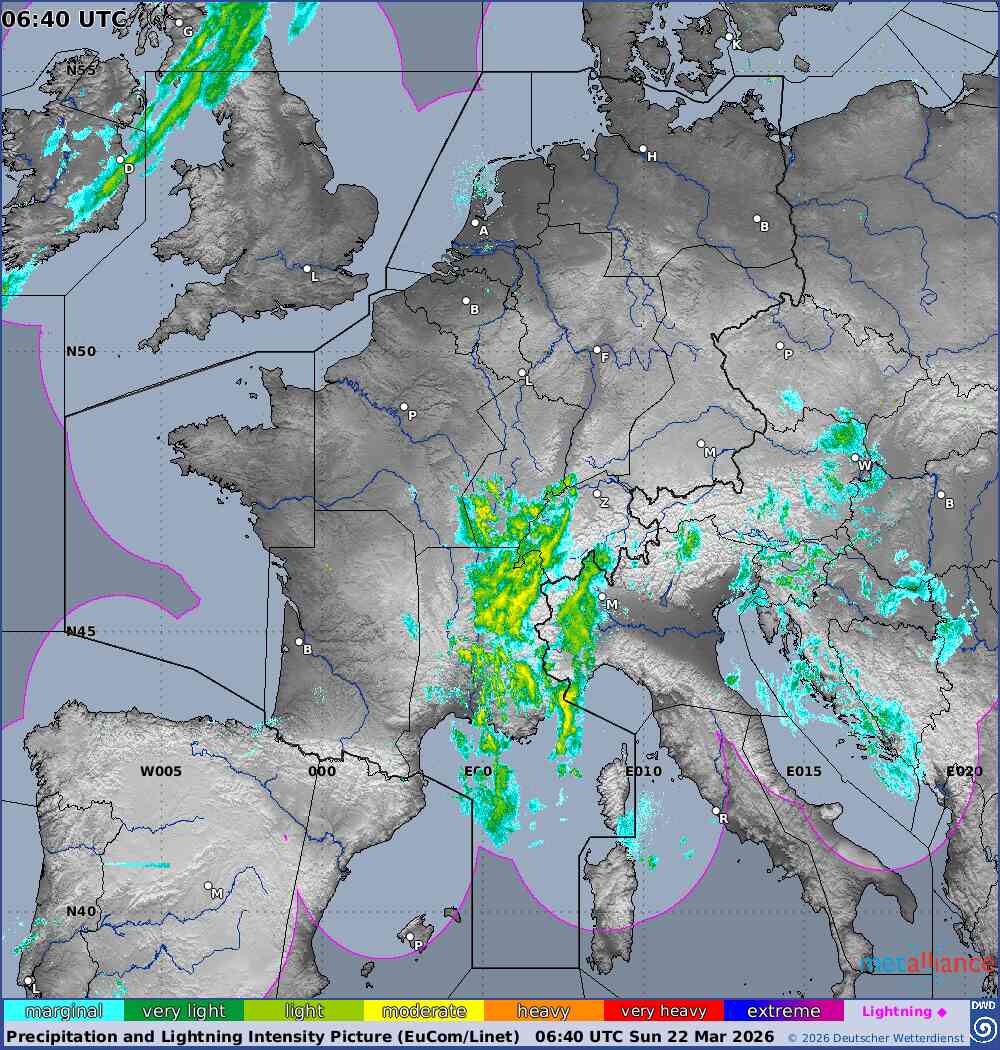 06:40 UTC
G
K
N55
D
H
A
B
L
B
N50
F
P
L
P
M
W
Z
B
M
N45
B
W005
000
E010
E015
E020
R
M
N40
P
L
metalliance
marginal
very light
light
moderate
heavy
very heavy
extreme
Lightning ◆
DWD
Precipitation and Lightning Intensity Picture (EuCom/Linet) 06:40 UTC Sun 22 Mar 2026
© 2026 Deutscher Wetterdienst